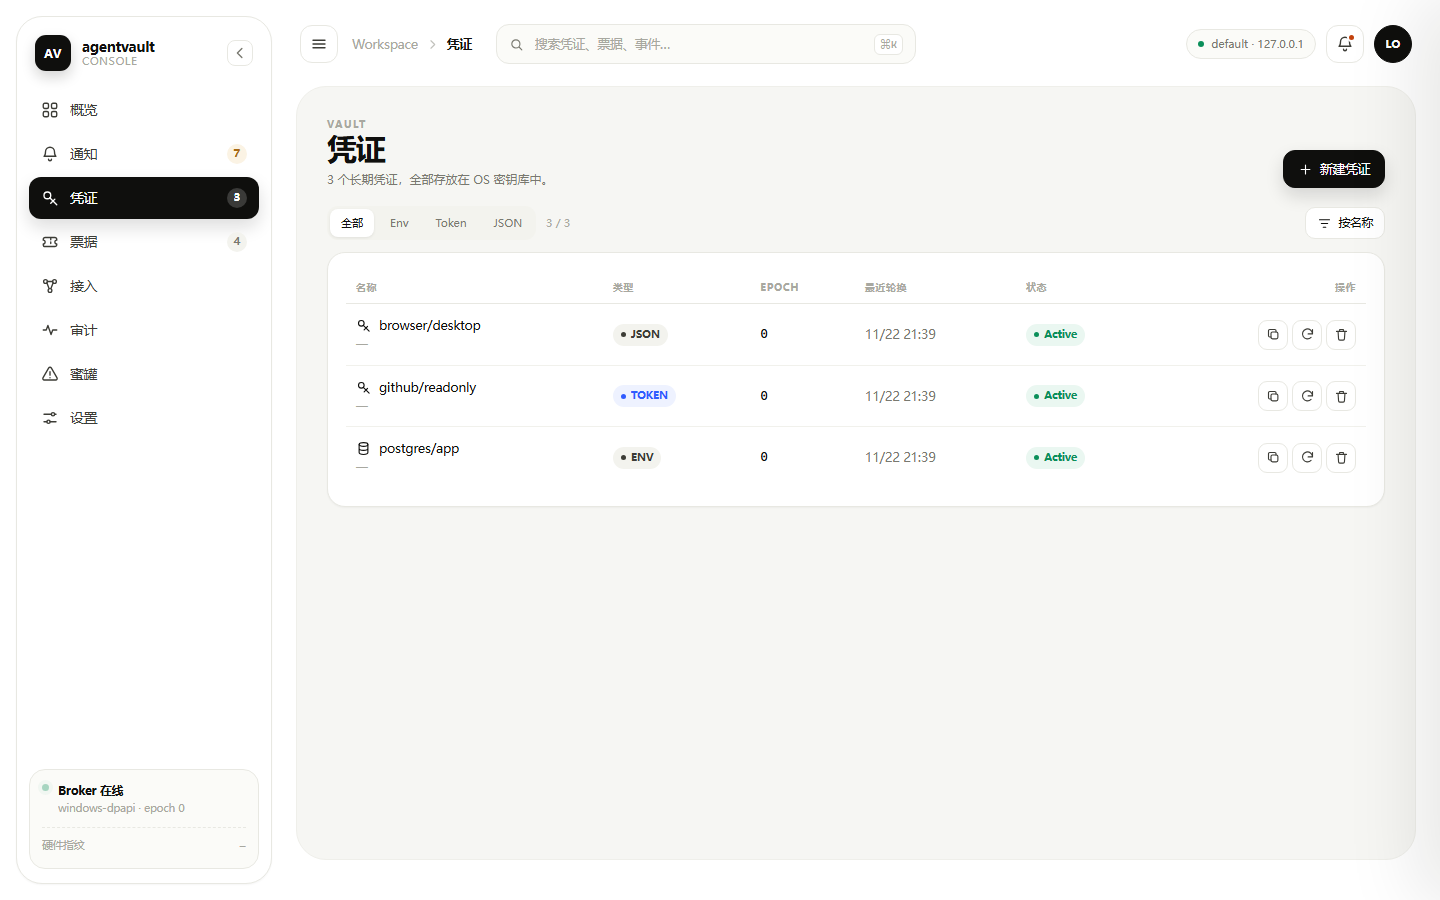 AV
agentvault
CONSOLE
概览
通知 7
凭证 3
票据 4
接入
审计
蜜罐
设置
Broker 在线
windows-dpapi · epoch 0
硬件指纹 —
Workspace > 凭证
搜索凭证、票据、事件... ⌘K
default · 127.0.0.1
LO
VAULT
凭证
3 个长期凭证，全部存放在 OS 密钥库中。
+ 新建凭证
全部 Env Token JSON 3 / 3
按名称
名称 类型 EPOCH 最近轮换 状态 操作
browser/desktop JSON 0 11/22 21:39 Active
—
github/readonly TOKEN 0 11/22 21:39 Active
—
postgres/app ENV 0 11/22 21:39 Active
—